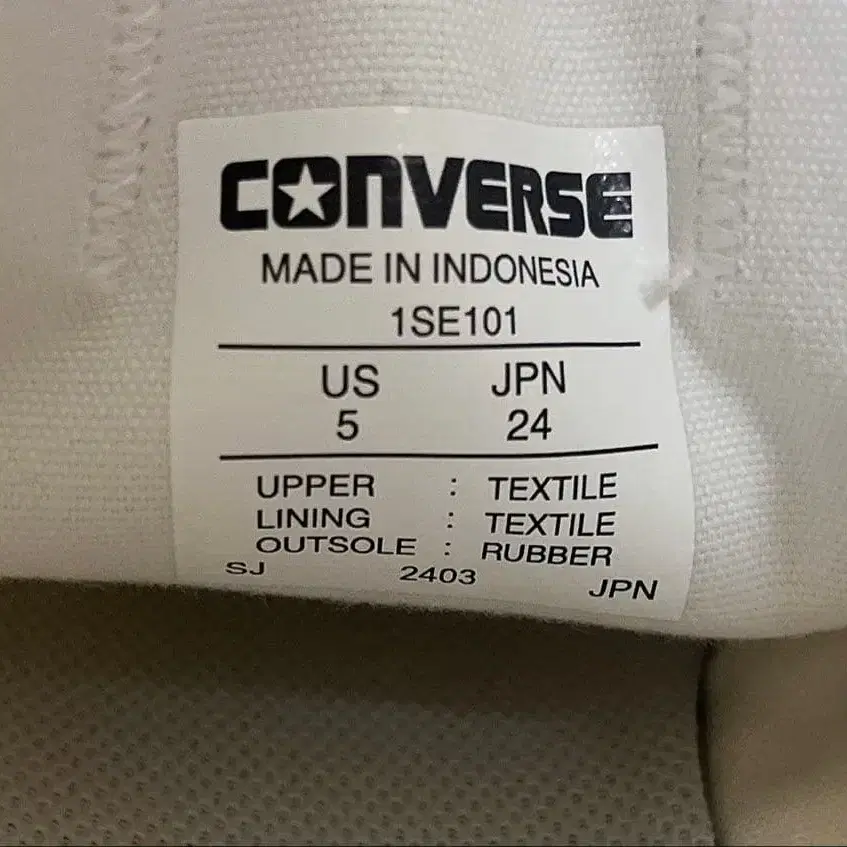 CONVERSE
MADE IN INDONESIA
1SE101
US JPN
5 24
UPPER : TEXTILE
LINING : TEXTILE
OUTSOLE : RUBBER
SJ 2403 JPN